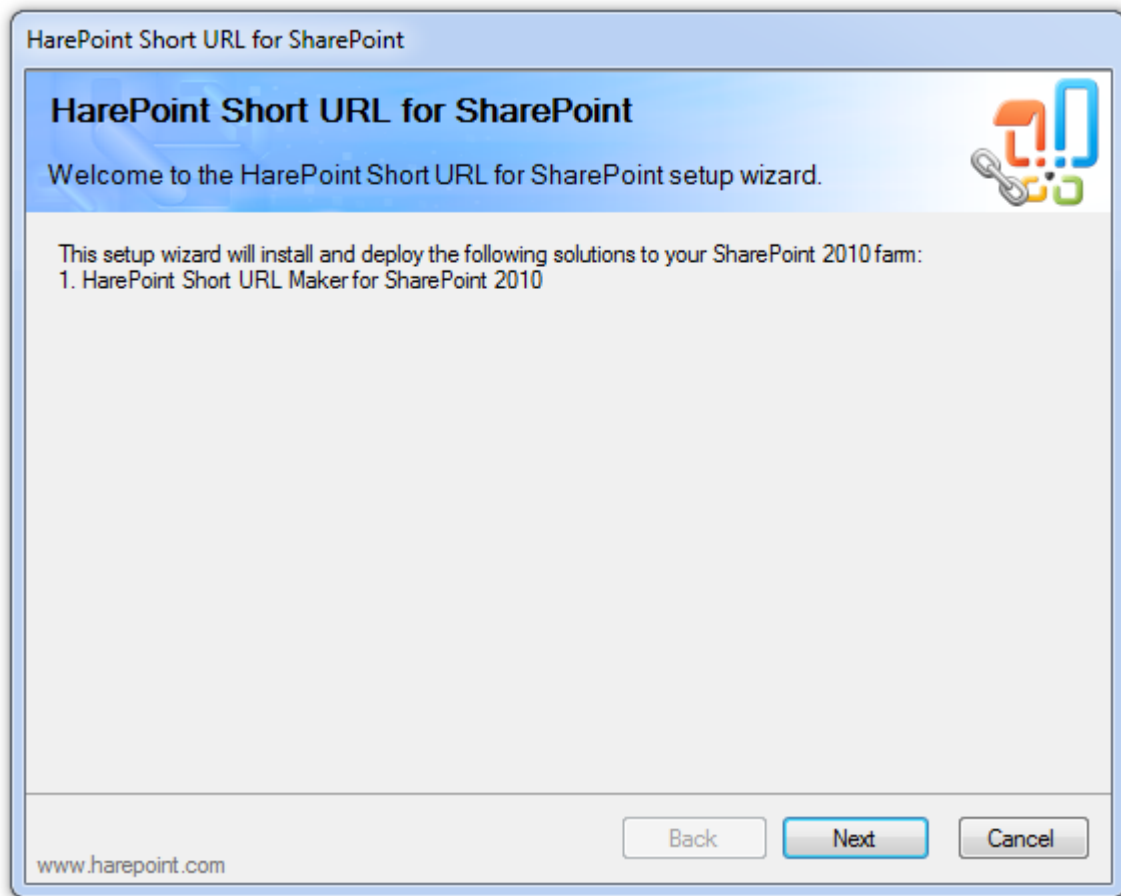 HarePoint Short URL for SharePoint
HarePoint Short URL for SharePoint
Welcome to the HarePoint Short URL for SharePoint setup wizard.
This setup wizard will install and deploy the following solutions to your SharePoint 2010 farm:
1. HarePoint Short URL Maker for SharePoint 2010
Back Next Cancel
www.harepoint.com